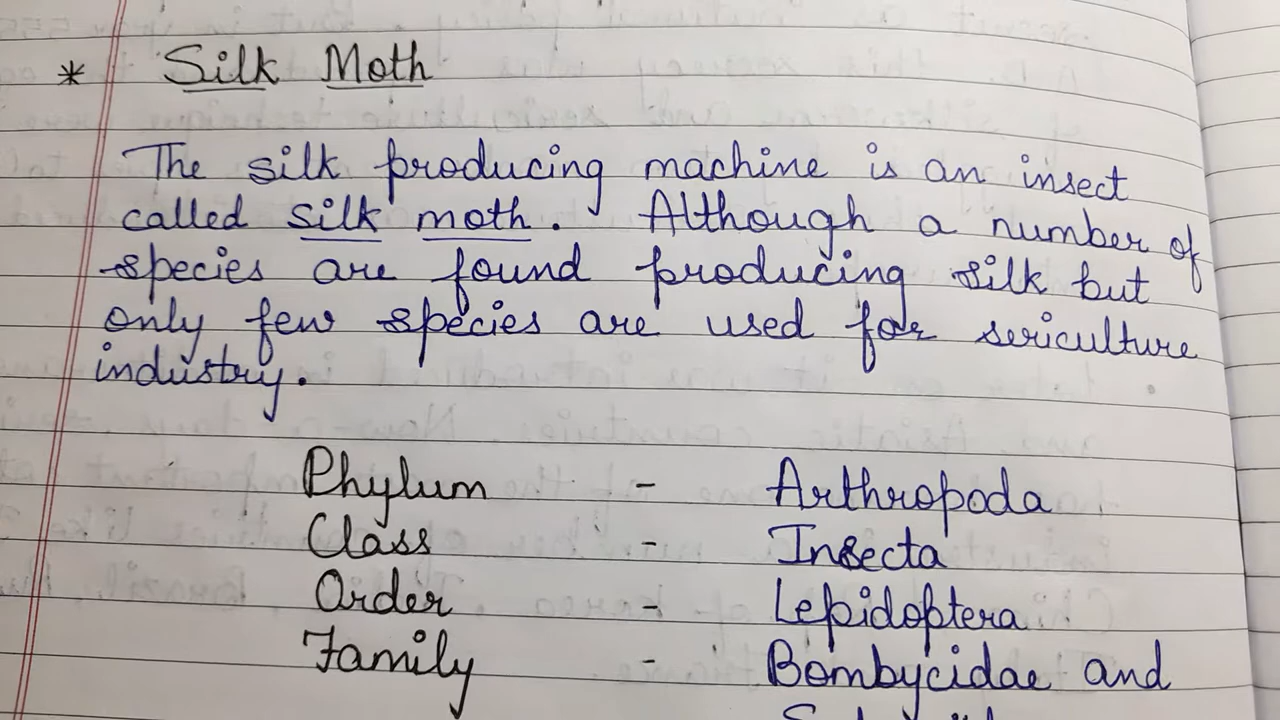 * Silk Moth
The silk producing machine is an insect
called silk moth. Although a number of
species are found producing silk but
only few species are used for sericulture
industry.
Phylum - Arthropoda
Class - Insecta
Order - Lepidoptera
Family - Bombycidae and